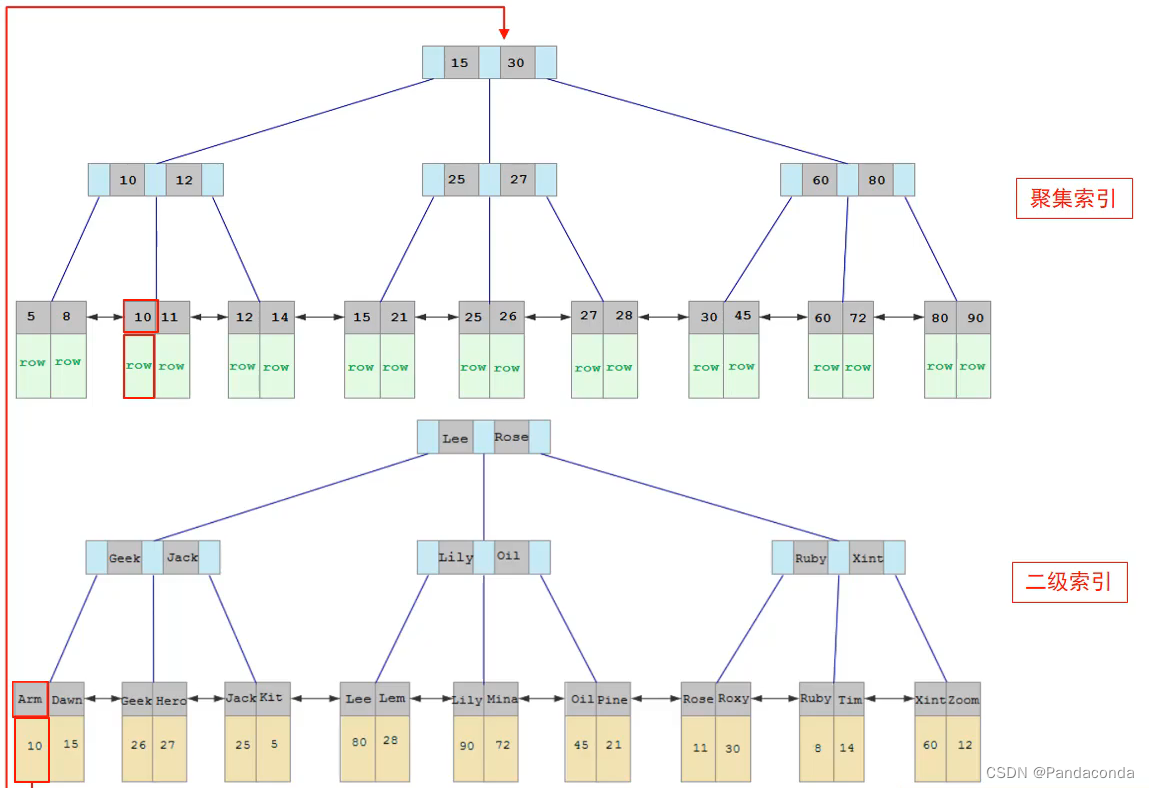 15 30
10 12 25 27 60 80
聚集索引
5 8 10 11 12 14 15 21 25 26 27 28 30 45 60 72 80 90
row row row row row row row row row row row row row row row row row row
Lee Rose
Geek Jack Lily Oil Ruby Xint
二级索引
Arm Dawn Geek Hero Jack Kit Lee Lem Lily Mina Oil Pine Rose Roxy Ruby Tim Xint Zoom
10 15 26 27 25 5 80 28 90 72 45 21 11 30 8 14 60 12
CSDN @Pandaconda